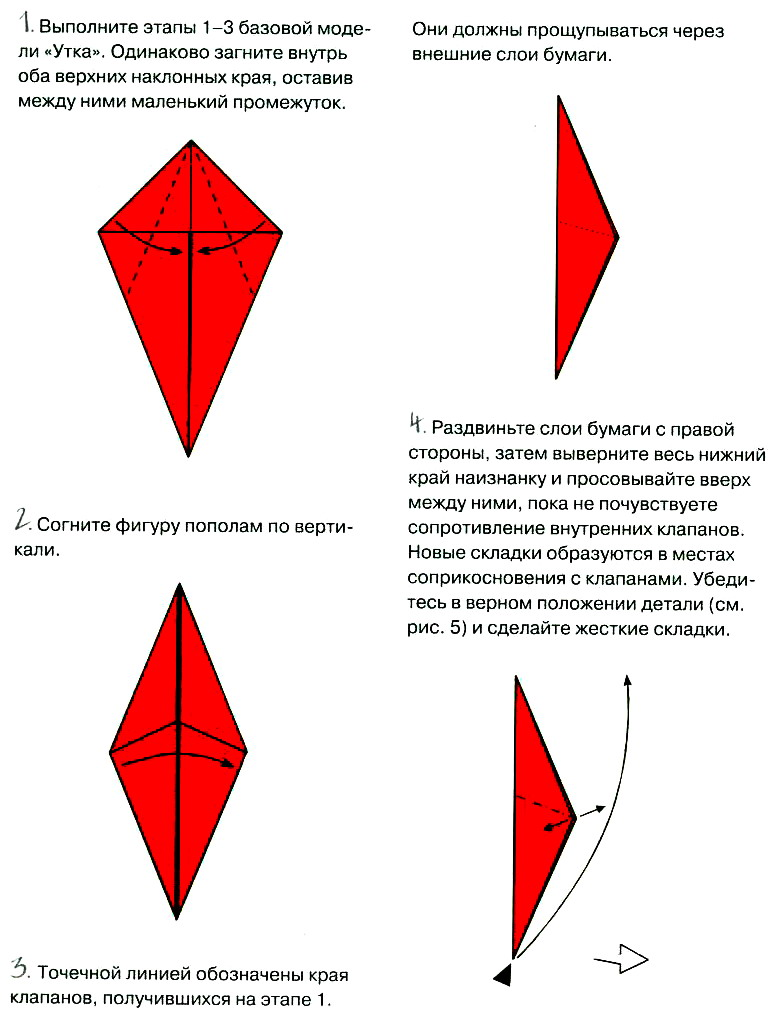 1. Выполните этапы 1–3 базовой моде-
ли «Утка». Одинаково загните внутрь
оба верхних наклонных края, оставив
между ними маленький промежуток.
2. Согните фигуру пополам по верти-
кали.
3. Точечной линией обозначены края
клапанов, получившихся на этапе 1.
Они должны прощупываться через
внешние слои бумаги.
4. Раздвиньте слои бумаги с правой
стороны, затем выверните весь нижний
край наизнанку и просовывайте вверх
между ними, пока не почувствуете
сопротивление внутренних клапанов.
Новые складки образуются в местах
соприкосновения с клапанами. Убеди-
тесь в верном положении детали (см.
рис. 5) и сделайте жесткие складки.